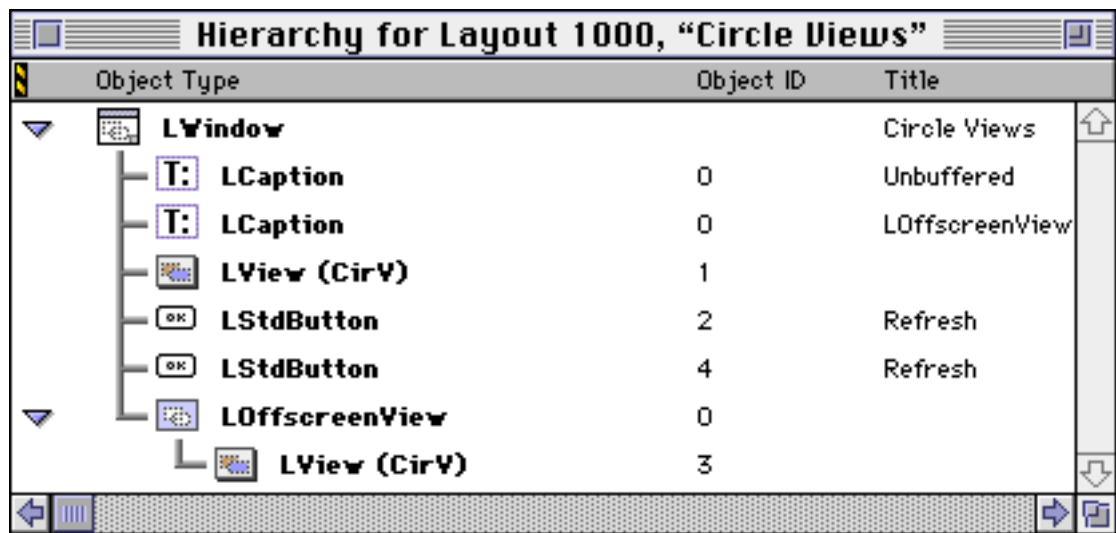 Hierarchy for Layout 1000, “Circle Views”
Object Type Object ID Title
LWindow Circle Views
T: LCaption 0 Unbuffered
T: LCaption 0 LOffscreenView
LView (CirV) 1
OK LStdButton 2 Refresh
OK LStdButton 4 Refresh
LOffscreenView 0
LView (CirV) 3